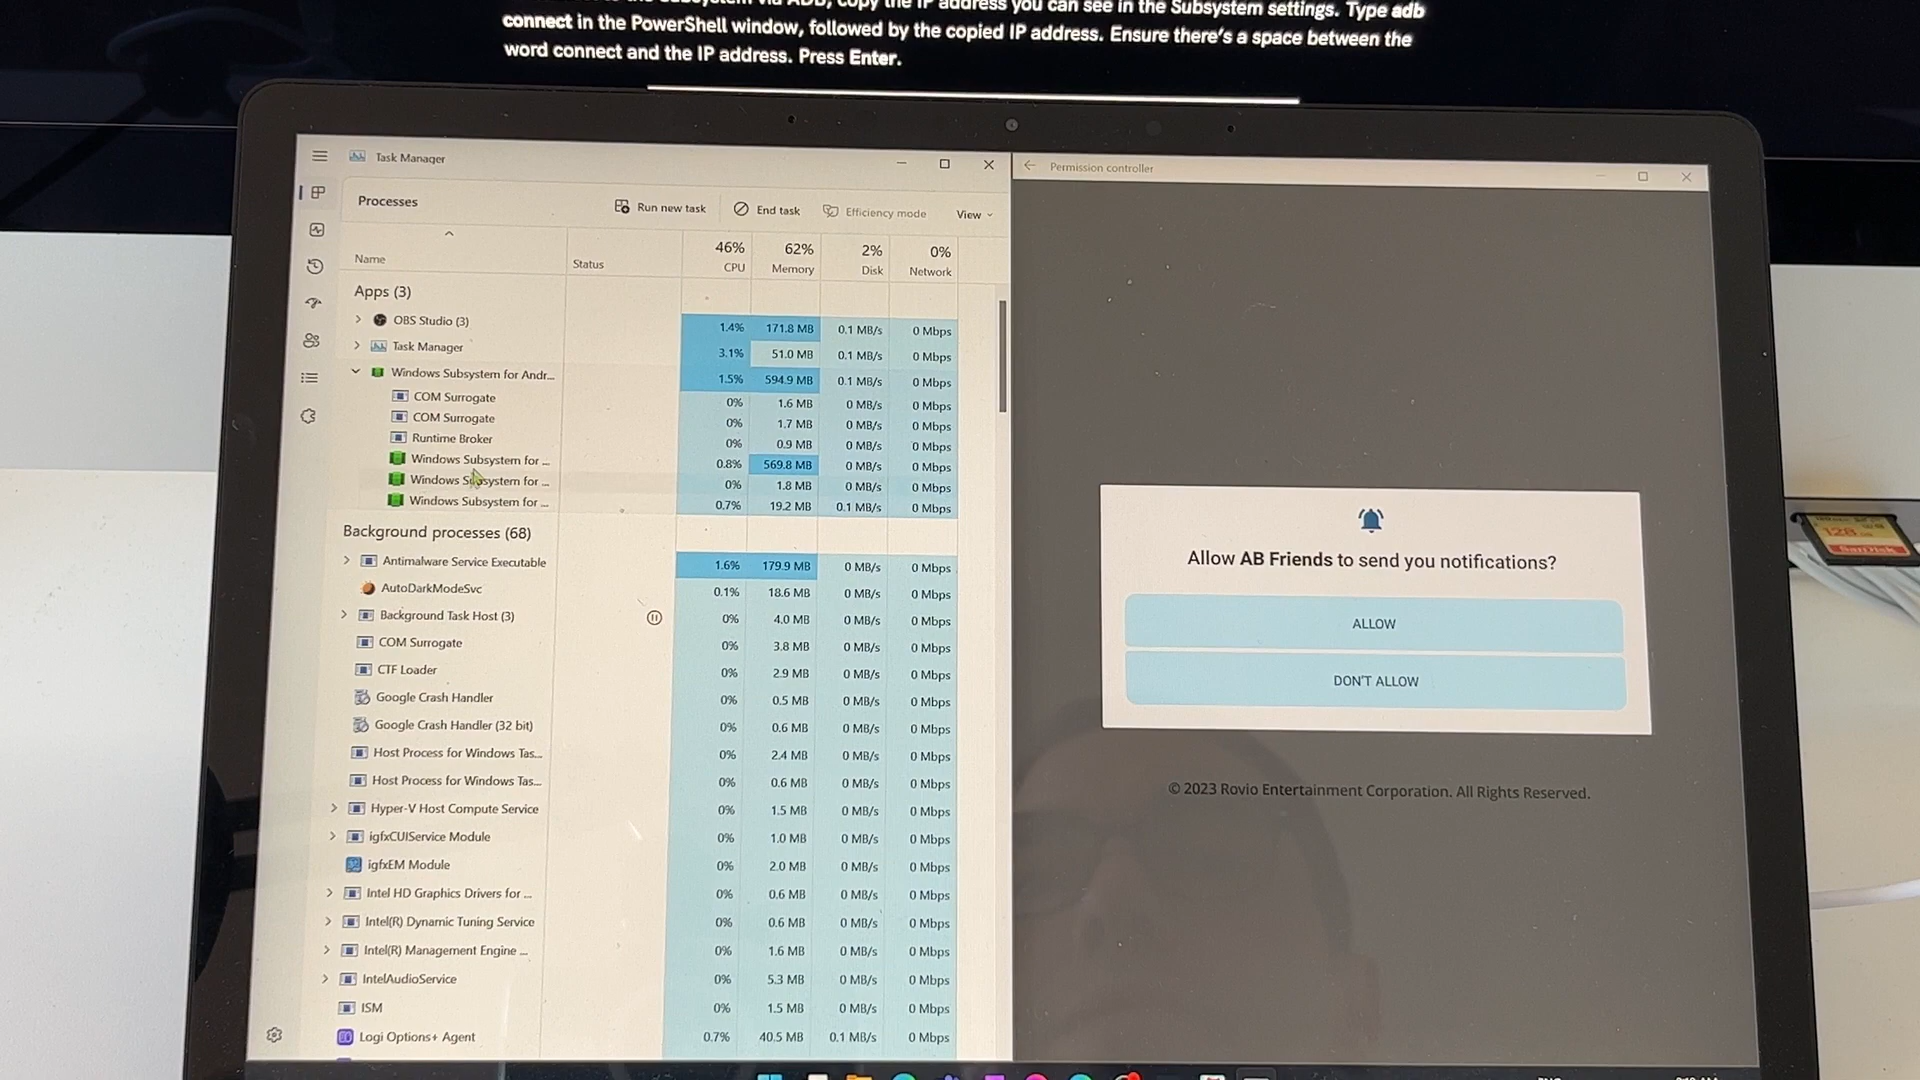 the Subsystem via ADB, copy the IP address you can see in the Subsystem settings. Type adb
connect in the PowerShell window, followed by the copied IP address. Ensure there's a space between the
word connect and the IP address. Press Enter.
Task Manager
Processes
Run new task
End task
Efficiency mode
View
Name
Status
46% CPU
62% Memory
2% Disk
0% Network
Apps (3)
OBS Studio (3) 1.4% 171.8 MB 0.1 MB/s 0 Mbps
Task Manager 3.1% 51.0 MB 0.1 MB/s 0 Mbps
Windows Subsystem for Andr... 1.5% 594.9 MB 0.1 MB/s 0 Mbps
COM Surrogate 0% 1.6 MB 0 MB/s 0 Mbps
COM Surrogate 0% 1.7 MB 0 MB/s 0 Mbps
Runtime Broker 0% 0.9 MB 0 MB/s 0 Mbps
Windows Subsystem for ... 0.8% 569.8 MB 0 MB/s 0 Mbps
Windows Subsystem for ... 0% 1.8 MB 0 MB/s 0 Mbps
Windows Subsystem for ... 0.7% 19.2 MB 0.1 MB/s 0 Mbps
Background processes (68)
Antimalware Service Executable 1.6% 179.9 MB 0 MB/s 0 Mbps
AutoDarkModeSvc 0.1% 18.6 MB 0 MB/s 0 Mbps
Background Task Host (3) 0% 4.0 MB 0 MB/s 0 Mbps
COM Surrogate 0% 3.8 MB 0 MB/s 0 Mbps
CTF Loader 0% 2.9 MB 0 MB/s 0 Mbps
Google Crash Handler 0% 0.5 MB 0 MB/s 0 Mbps
Google Crash Handler (32 bit) 0% 0.6 MB 0 MB/s 0 Mbps
Host Process for Windows Tas... 0% 2.4 MB 0 MB/s 0 Mbps
Host Process for Windows Tas... 0% 0.6 MB 0 MB/s 0 Mbps
Hyper-V Host Compute Service 0% 1.5 MB 0 MB/s 0 Mbps
igfxCUIService Module 0% 1.0 MB 0 MB/s 0 Mbps
igfxEM Module 0% 2.0 MB 0 MB/s 0 Mbps
Intel HD Graphics Drivers for ... 0% 0.6 MB 0 MB/s 0 Mbps
Intel(R) Dynamic Tuning Service 0% 0.6 MB 0 MB/s 0 Mbps
Intel(R) Management Engine ... 0% 1.6 MB 0 MB/s 0 Mbps
IntelAudioService 0% 5.3 MB 0 MB/s 0 Mbps
ISM 0% 1.5 MB 0 MB/s 0 Mbps
Logi Options+ Agent 0.7% 40.5 MB 0.1 MB/s 0 Mbps
Permission controller
Allow AB Friends to send you notifications?
ALLOW
DON'T ALLOW
© 2023 Rovio Entertainment Corporation. All Rights Reserved.
128
SanDisk